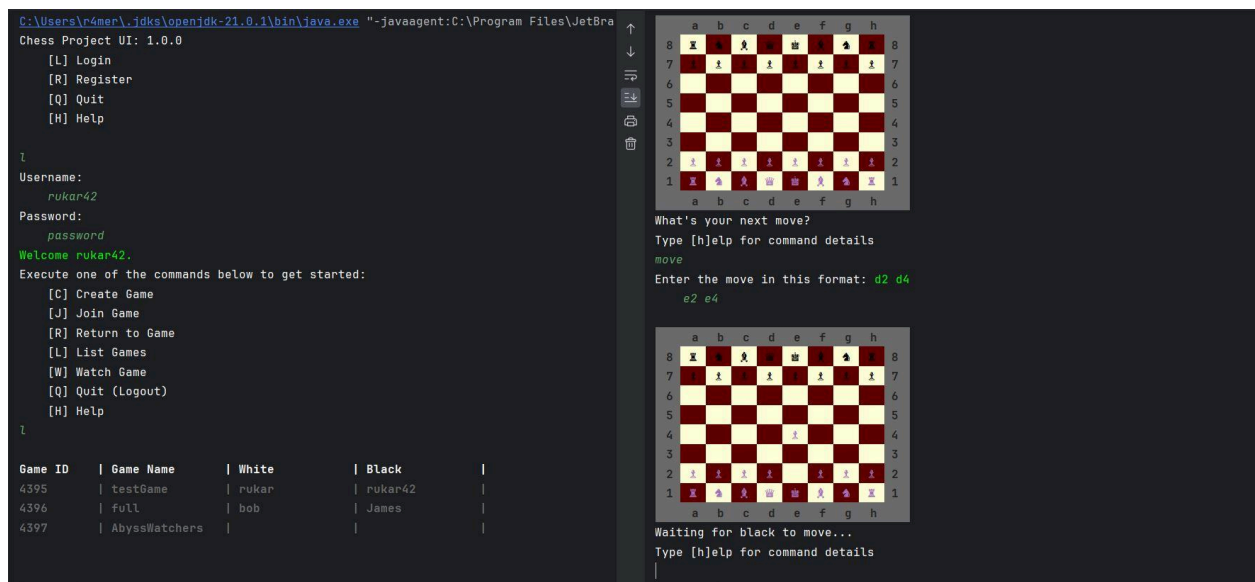 C:\Users\r4mer\.jdks\openjdk-21.0.1\bin\java.exe "-javaagent:C:\Program Files\JetBra
Chess Project UI: 1.0.0
[L] Login
[R] Register
[Q] Quit
[H] Help
l
Username:
rukar42
Password:
password
Welcome rukar42.
Execute one of the commands below to get started:
[C] Create Game
[J] Join Game
[R] Return to Game
[L] List Games
[W] Watch Game
[Q] Quit (Logout)
[H] Help
l
Game ID | Game Name | White | Black |
4395 | testGame | rukar | rukar42 |
4396 | full | bob | James |
4397 | AbyssWatchers | | |
a b c d e f g h
8 8
7 7
6 6
5 5
4 4
3 3
2 2
1 1
a b c d e f g h
What's your next move?
Type [h]elp for command details
move
Enter the move in this format: d2 d4
e2 e4
a b c d e f g h
8 8
7 7
6 6
5 5
4 4
3 3
2 2
1 1
a b c d e f g h
Waiting for black to move...
Type [h]elp for command details